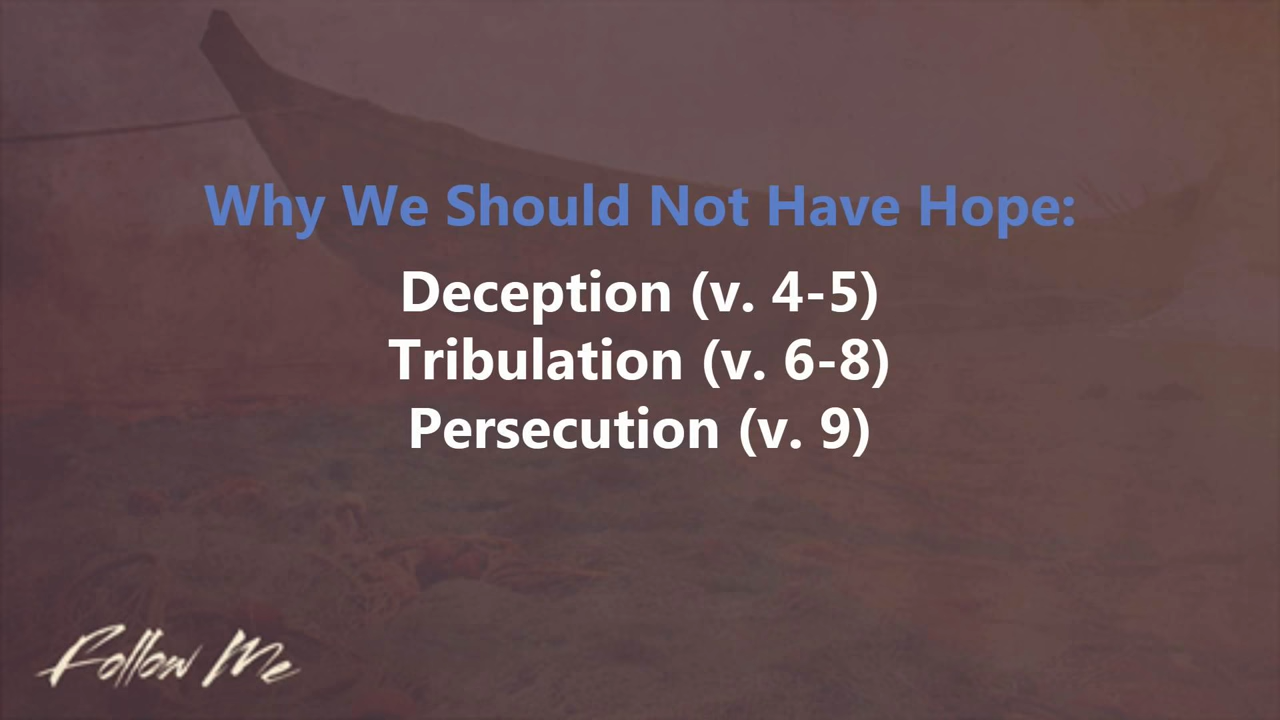 Why We Should Not Have Hope:
Deception (v. 4-5)
Tribulation (v. 6-8)
Persecution (v. 9)
Follow Me